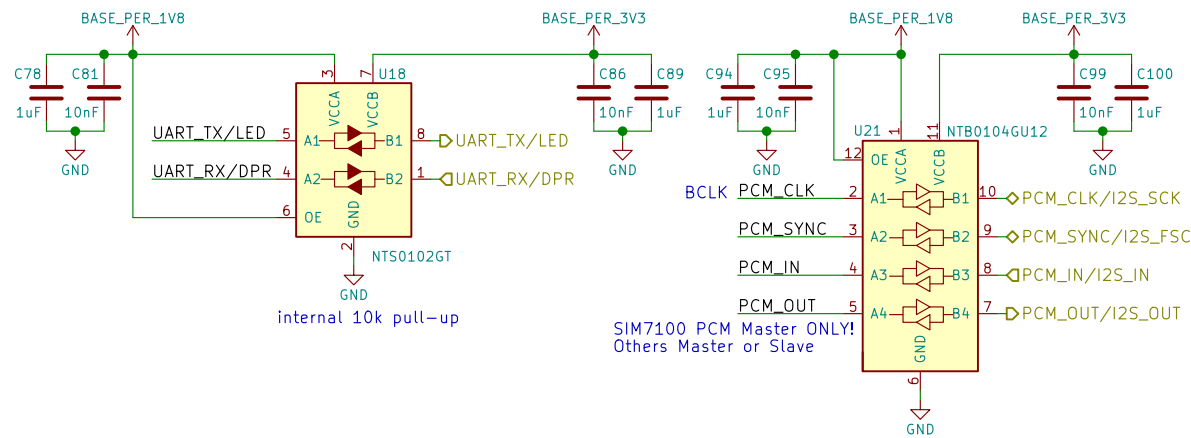 BASE_PER_1V8
BASE_PER_3V3
C78
1uF
C81
10nF
GND
3
7
U18
VCCA
VCCB
C86
10nF
C89
1uF
GND
UART_TX/LED
5
A1
B1
8
UART_TX/LED
UART_RX/DPR
4
A2
B2
1
UART_RX/DPR
6
OE
GND
2
NTS0102GT
GND
internal 10k pull-up
BASE_PER_1V8
BASE_PER_3V3
C94
1uF
C95
10nF
GND
C99
10nF
C100
1uF
GND
U21
1
11
NTB0104GU12
12
OE
VCCA
VCCB
BCLK
PCM_CLK
2
A1
B1
10
PCM_CLK/I2S_SCK
PCM_SYNC
3
A2
B2
9
PCM_SYNC/I2S_FSC
PCM_IN
4
A3
B3
8
PCM_IN/I2S_IN
PCM_OUT
5
A4
B4
7
PCM_OUT/I2S_OUT
SIM7100 PCM Master ONLY!
Others Master or Slave
GND
6
GND